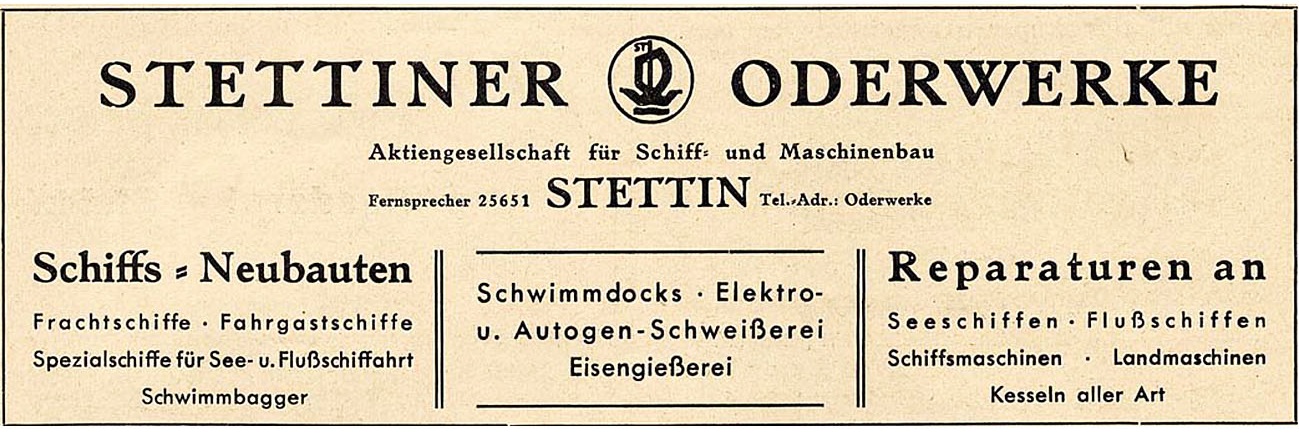 STETTINER ST ODERWERKE
Aktiengesellschaft für Schiff- und Maschinenbau
Fernsprecher 25651 STETTIN Tel.-Adr.: Oderwerke
Schiffs-Neubauten
Frachtschiffe · Fahrgastschiffe
Spezialschiffe für See- u. Flußschiffahrt
Schwimmbagger
Schwimmdocks · Elektro-
u. Autogen-Schweißerei
Eisengießerei
Reparaturen an
Seeschiffen · Flußschiffen
Schiffsmaschinen · Landmaschinen
Kesseln aller Art